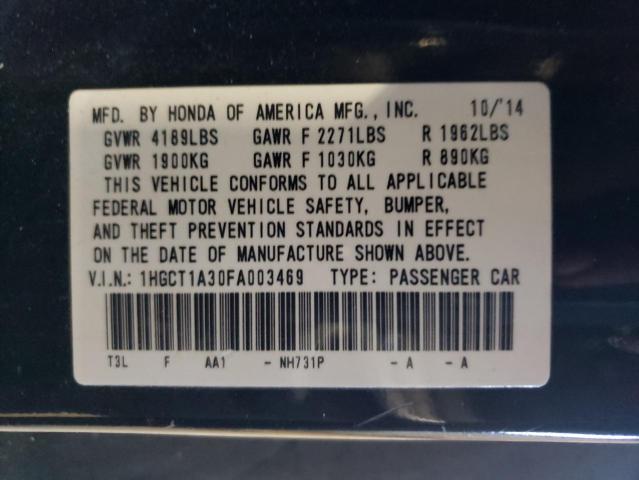 MFD. BY HONDA OF AMERICA MFG., INC. 10/'14
GVWR 4189LBS GAWR F 2271LBS R 1962LBS
GVWR 1900KG GAWR F 1030KG R 890KG
THIS VEHICLE CONFORMS TO ALL APPLICABLE
FEDERAL MOTOR VEHICLE SAFETY, BUMPER,
AND THEFT PREVENTION STANDARDS IN EFFECT
ON THE DATE OF MANUFACTURE SHOWN ABOVE.
V.I.N.: 1HGCT1A30FA003469 TYPE: PASSENGER CAR
T3L F AA1 - NH731P - A - A